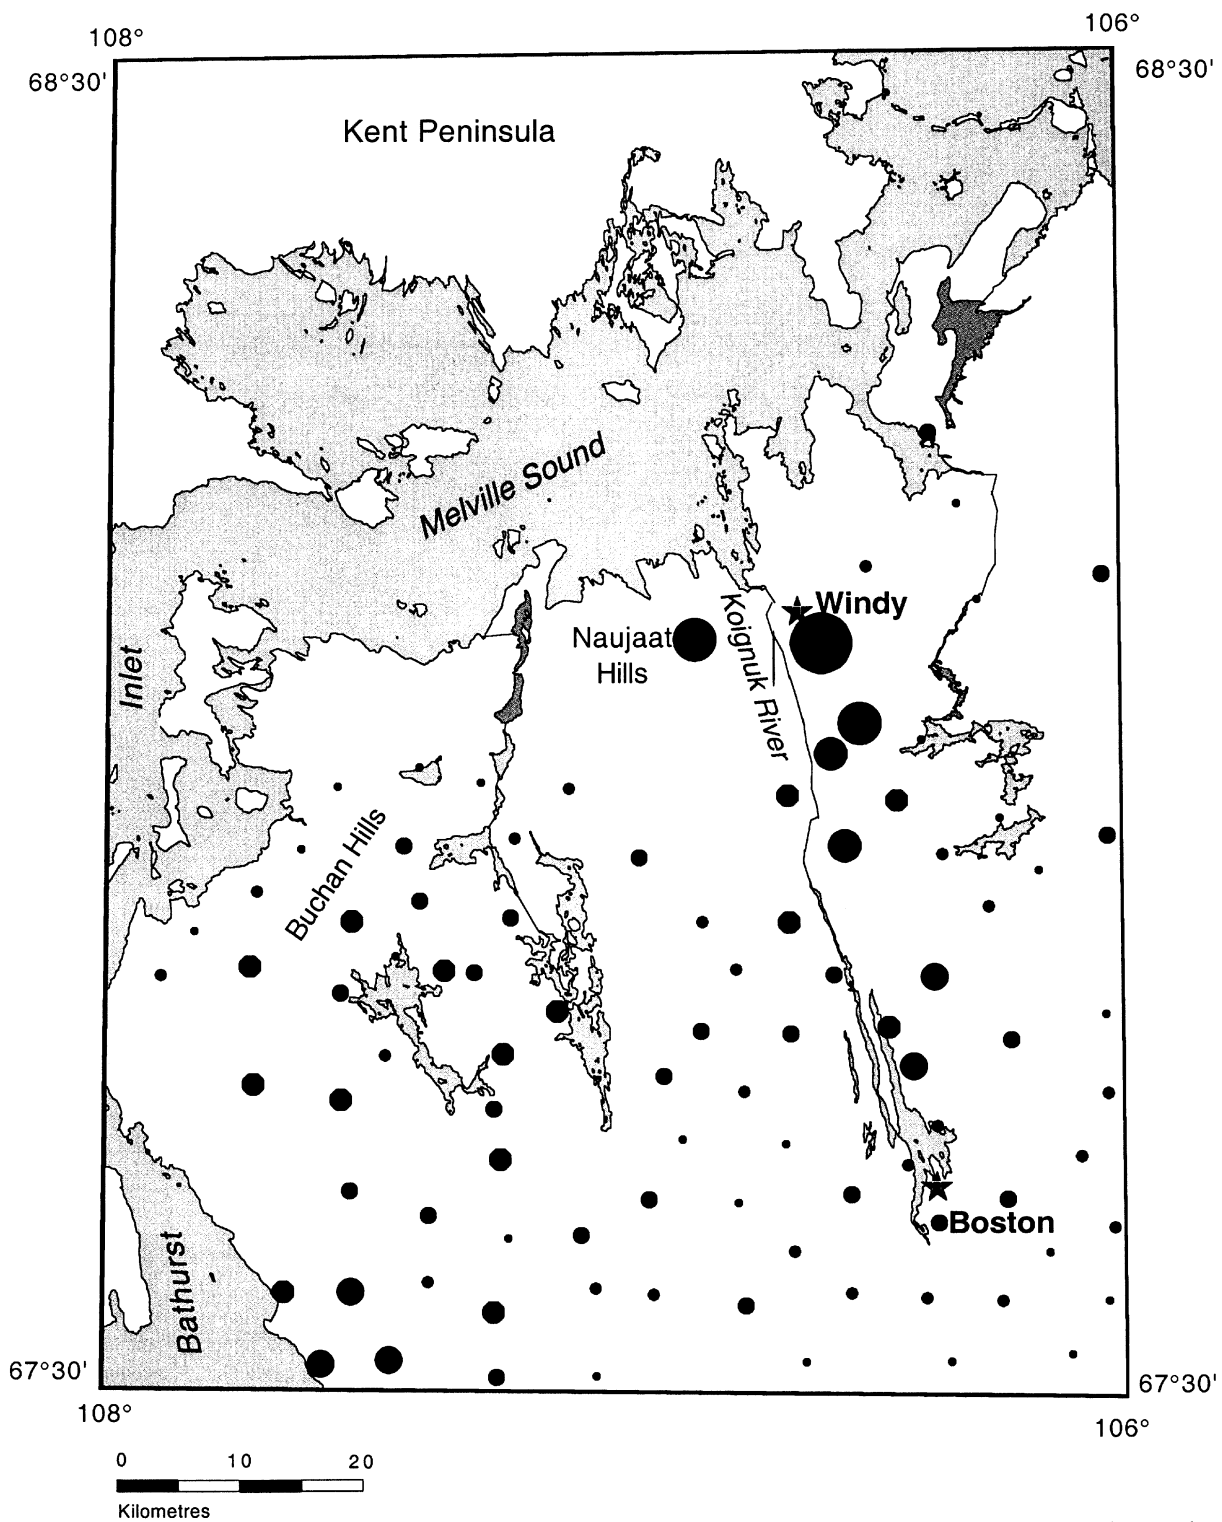 108°
106°
68°30'
68°30'
Kent Peninsula
Melville Sound
Windy
Naujaat
Hills
Koignuk River
Inlet
Buchan Hills
Boston
Bathurst
67°30'
67°30'
108°
106°
0 10 20
Kilometres